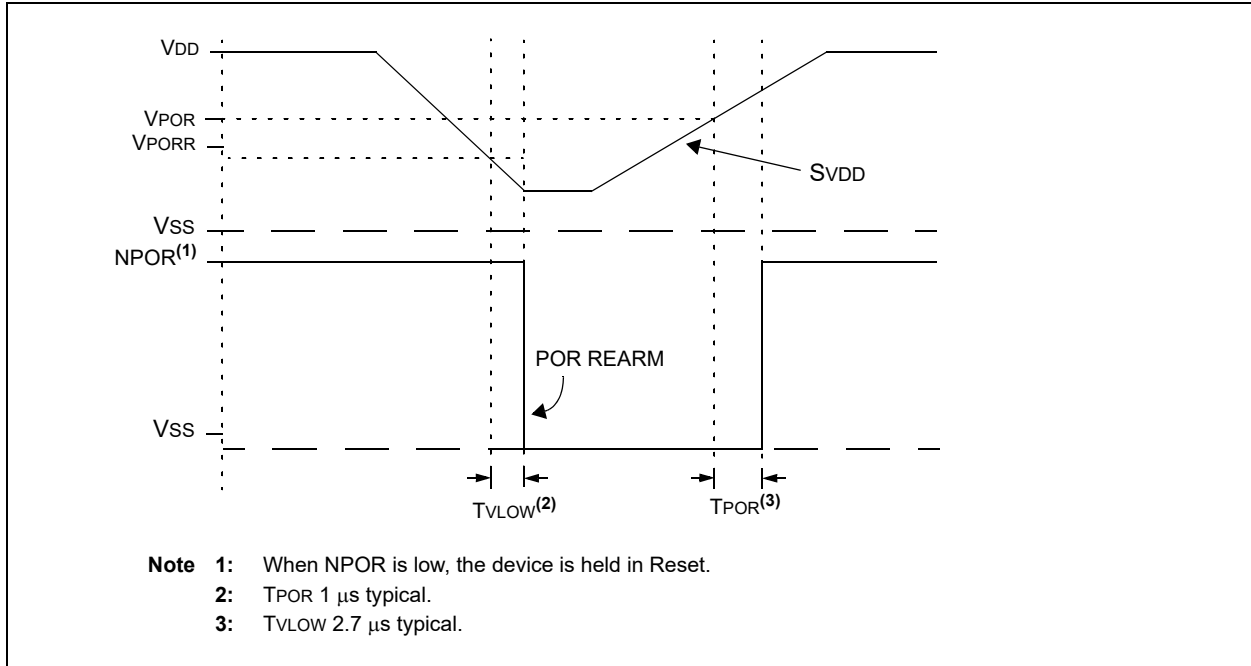 VDD
VPOR
VPORR
SVDD
VSS
NPOR(1)
POR REARM
VSS
TVLOW(2)
TPOR(3)
Note 1: When NPOR is low, the device is held in Reset.
2: TPOR 1 μs typical.
3: TVLOW 2.7 μs typical.